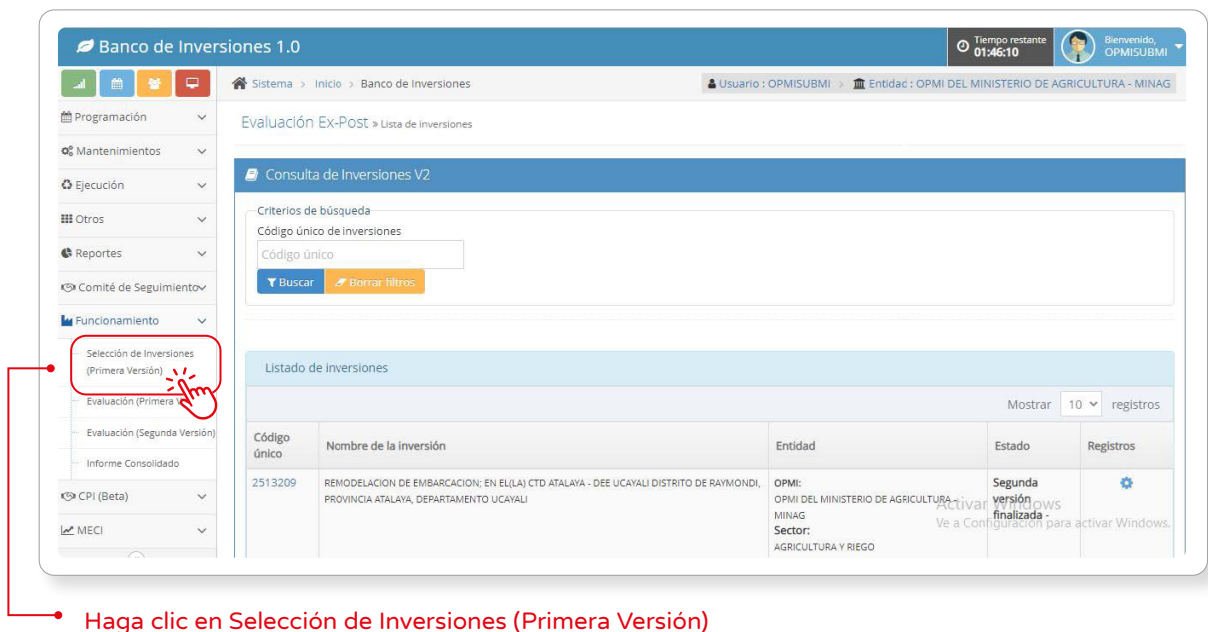 Banco de Inversiones 1.0
Tiempo restante
01:46:10
Bienvenido,
OPMISUBMI
Sistema > Inicio > Banco de Inversiones
Usuario : OPMISUBMI > Entidad : OPMI DEL MINISTERIO DE AGRICULTURA - MINAG
Programación
Mantenimientos
Ejecución
Otros
Reportes
Comité de Seguimiento
Funcionamiento
Selección de Inversiones
(Primera Versión)
Evaluación (Primera V
Evaluación (Segunda Versión)
Informe Consolidado
CPI (Beta)
MECI
Evaluación Ex-Post » Lista de inversiones
Consulta de Inversiones V2
Criterios de búsqueda
Código único de inversiones
Código único
Buscar
Borrar filtros
Listado de inversiones
Mostrar 10 registros
Código único
Nombre de la inversión
Entidad
Estado
Registros
2513209
REMODELACION DE EMBARCACION; EN EL(LA) CTD ATALAYA - DEE UCAYALI DISTRITO DE RAYMONDI,
PROVINCIA ATALAYA, DEPARTAMENTO UCAYALI
OPMI:
OPMI DEL MINISTERIO DE AGRICULTURA -
MINAG
Sector:
AGRICULTURA Y RIEGO
Segunda
versión
finalizada -
Activar Windows
Ve a Configuración para activar Windows.
Haga clic en Selección de Inversiones (Primera Versión)